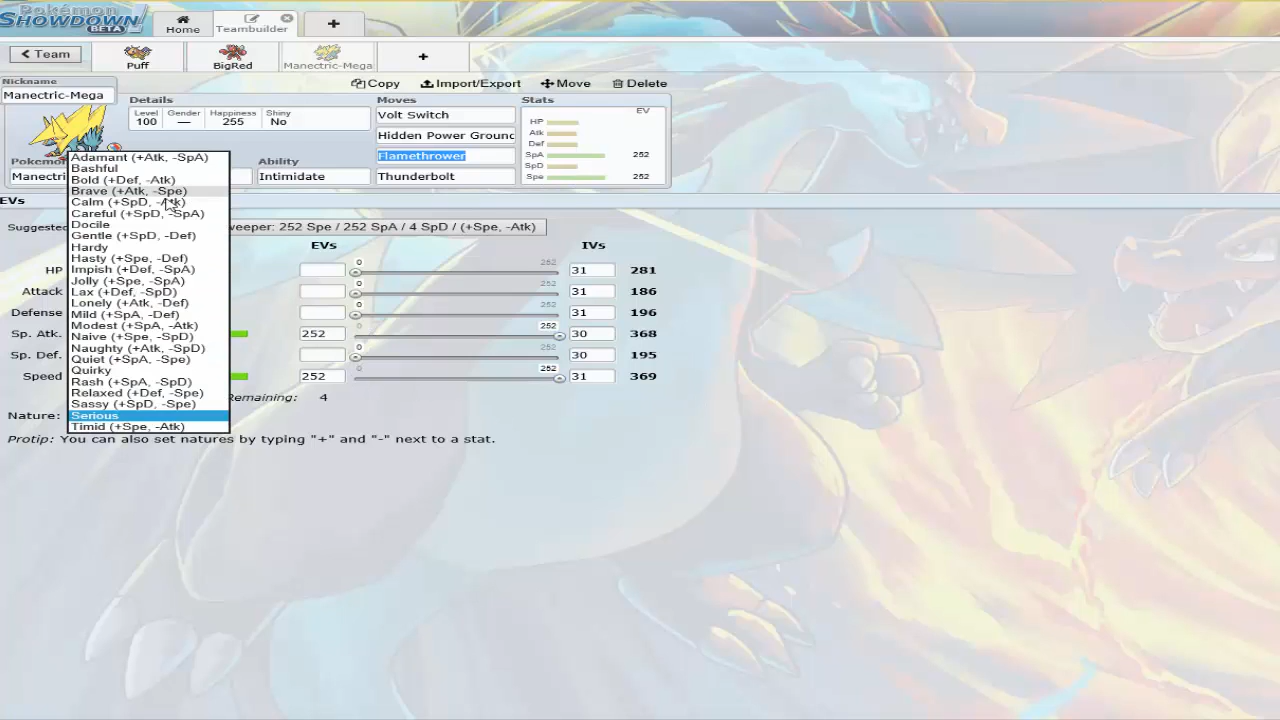 Pokémon
SHOWDOWN
BETA
Home
Teambuilder
+
< Team
Puff
BigRed
Manectric-Mega
+
Nickname
Manectric-Mega
Copy
Import/Export
Move
Delete
Details
Level
100
Gender
—
Happiness
255
Shiny
No
Moves
Volt Switch
Hidden Power Ground
Flamethrower
Thunderbolt
Stats
EV
HP
Atk
Def
SpA 252
SpD
Spe 252
Pokémon
Manectri
Ability
Intimidate
Adamant (+Atk, -SpA)
Bashful
Bold (+Def, -Atk)
Brave (+Atk, -Spe)
Calm (+SpD, -Atk)
Careful (+SpD, -SpA)
Docile
Gentle (+SpD, -Def)
Hardy
Hasty (+Spe, -Def)
Impish (+Def, -SpA)
Jolly (+Spe, -SpA)
Lax (+Def, -SpD)
Lonely (+Atk, -Def)
Mild (+SpA, -Def)
Modest (+SpA, -Atk)
Naive (+Spe, -SpD)
Naughty (+Atk, -SpD)
Quiet (+SpA, -Spe)
Quirky
Rash (+SpA, -SpD)
Relaxed (+Def, -Spe)
Sassy (+SpD, -Spe)
Serious
Timid (+Spe, -Atk)
EVs
Suggested
weeper: 252 Spe / 252 SpA / 4 SpD / (+Spe, -Atk)
EVs IVs
HP 0 252 31 281
Attack 0 252 31 186
Defense 0 252 31 196
Sp. Atk. 252 0 252 30 368
Sp. Def. 0 252 30 195
Speed 252 0 252 31 369
Remaining: 4
Nature:
Protip: You can also set natures by typing "+" and "-" next to a stat.